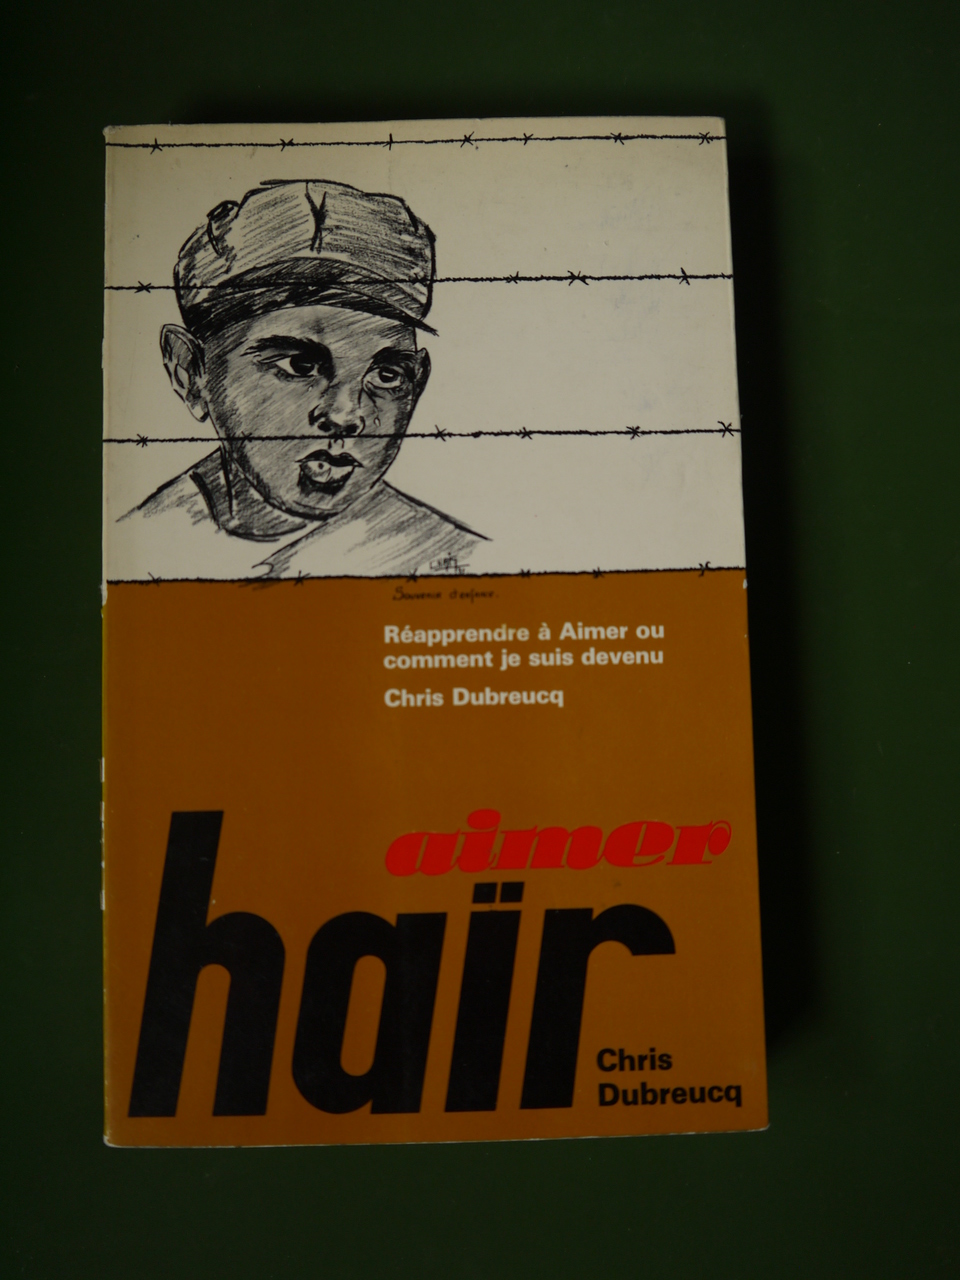 Souvenir d'enfance.
Réapprendre à Aimer ou
comment je suis devenu
Chris Dubreucq
aimer
haïr
Chris
Dubreucq